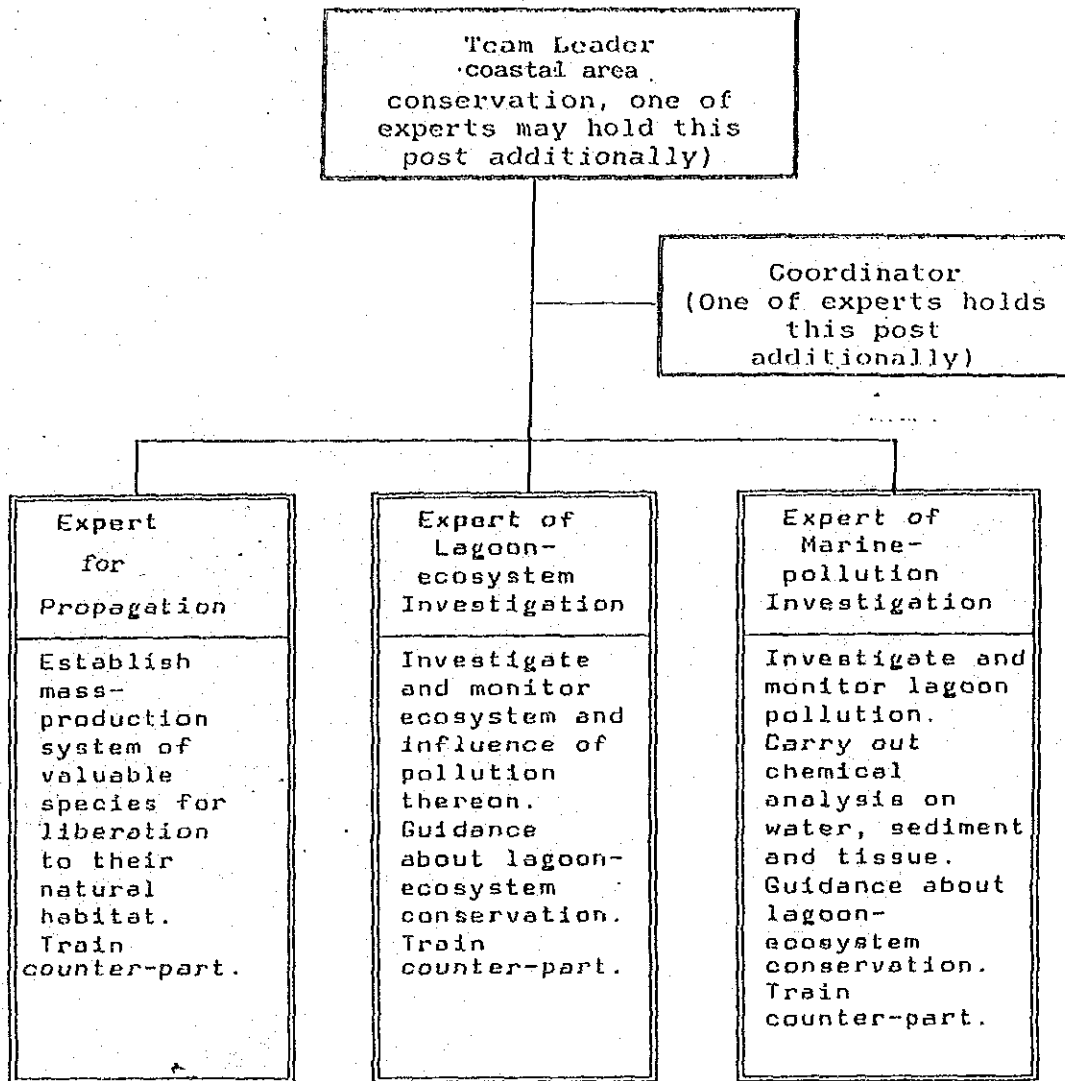 Team Leader
coastal area
conservation, one of
experts may hold this
post additionally)
Coordinator
(One of experts holds
this post
additionally)
Expert
for
Propagation
Establish
mass-
production
system of
valuable
species for
liberation
to their
natural
habitat.
Train
counter-part.
Expert of
Lagoon-
ecosystem
Investigation
Investigate
and monitor
ecosystem and
influence of
pollution
thereon.
Guidance
about lagoon-
ecosystem
conservation.
Train
counter-part.
Expert of
Marine-
pollution
Investigation
Investigate and
monitor lagoon
pollution.
Carry out
chemical
analysis on
water, sediment
and tissue.
Guidance about
lagoon-
ecosystem
conservation.
Train
counter-part.